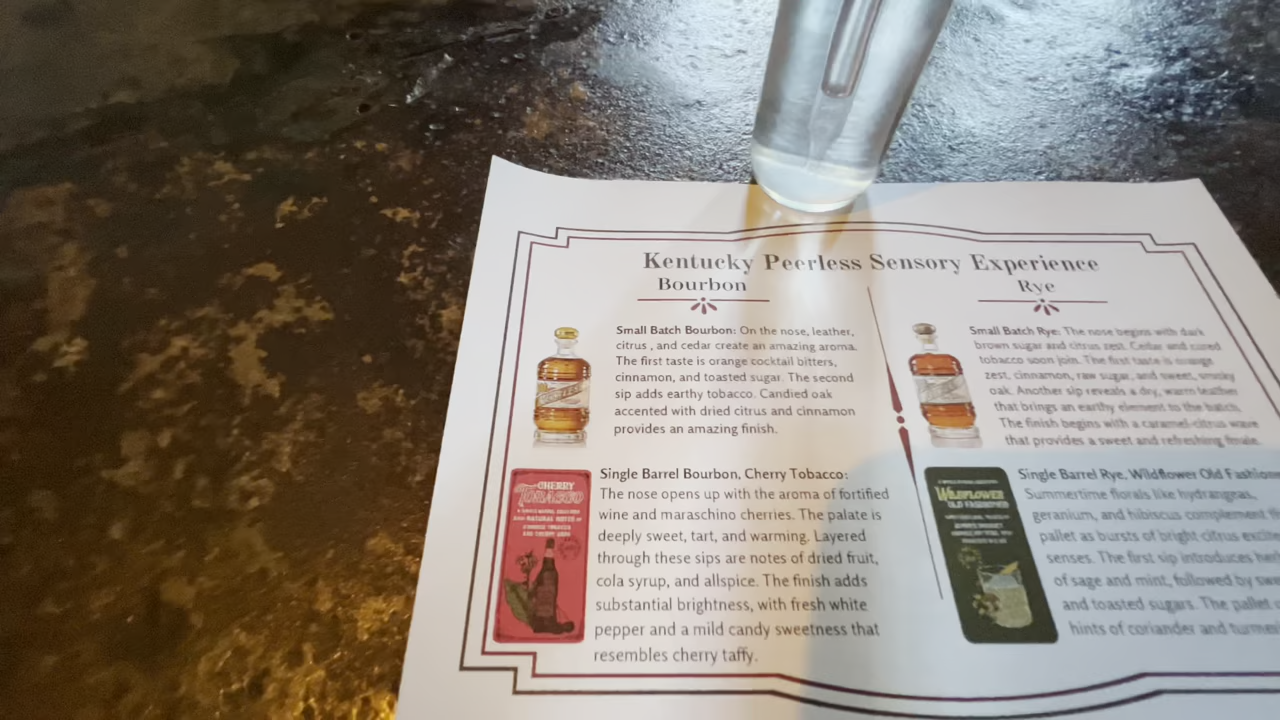 Kentucky Peerless Sensory Experience
Bourbon
Small Batch Bourbon: On the nose, leather,
citrus , and cedar create an amazing aroma.
The first taste is orange cocktail bitters,
cinnamon, and toasted sugar. The second
sip adds earthy tobacco. Candied oak
accented with dried citrus and cinnamon
provides an amazing finish.
CHERRY
TOBACCO
Single Barrel Bourbon, Cherry Tobacco:
The nose opens up with the aroma of fortified
wine and maraschino cherries. The palate is
deeply sweet, tart, and warming. Layered
through these sips are notes of dried fruit,
cola syrup, and allspice. The finish adds
substantial brightness, with fresh white
pepper and a mild candy sweetness that
resembles cherry taffy.
Rye
Small Batch Rye: The nose begins with dark
brown sugar and citrus zest. Cedar and cured
tobacco soon join. The first taste is orange
zest, cinnamon, raw sugar, and sweet, smoky
oak. Another sip reveals a dry, warm leather
that brings an earthy element to the batch.
The finish begins with a caramel-citrus wave
that provides a sweet and refreshing finale.
WILDFLOWER
OLD FASHIONED
Single Barrel Rye, Wildflower Old Fashion
Summertime florals like hydrangeas,
geranium, and hibiscus complement
pallet as bursts of bright citrus excite
senses. The first sip introduces
of sage and mint, followed by
and toasted sugars. The pallet
hints of coriander and